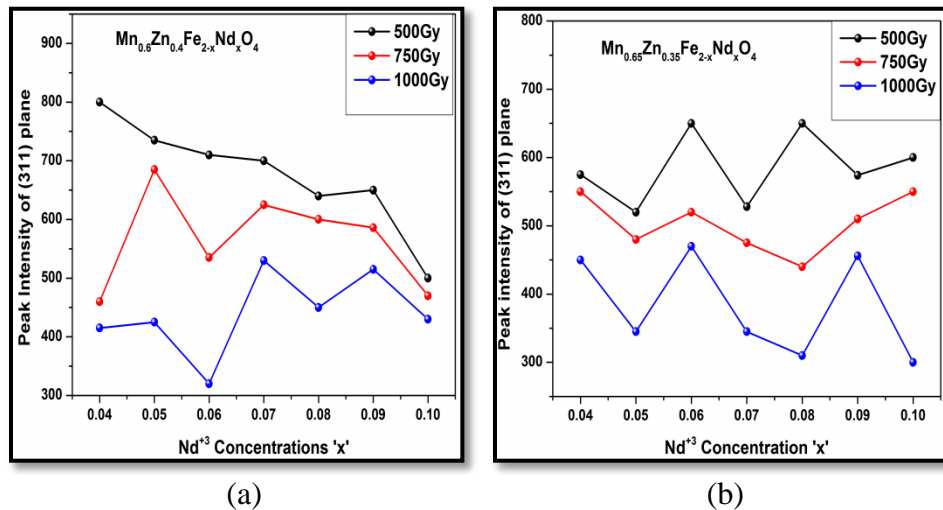 (a)
Mn0.6Zn0.4Fe2-xNdxO4
500Gy
750Gy
1000Gy
Peak Intensity of (311) plane
900
800
700
600
500
400
300
0.04 0.05 0.06 0.07 0.08 0.09 0.10
Nd+3 Concentrations 'x'
(b)
Mn0.65Zn0.35Fe2-xNdxO4
500Gy
750Gy
1000Gy
Peak intensity of (311) plane
800
700
600
500
400
300
0.04 0.05 0.06 0.07 0.08 0.09 0.10
Nd+3 Concentration 'x'
(a)
(b)